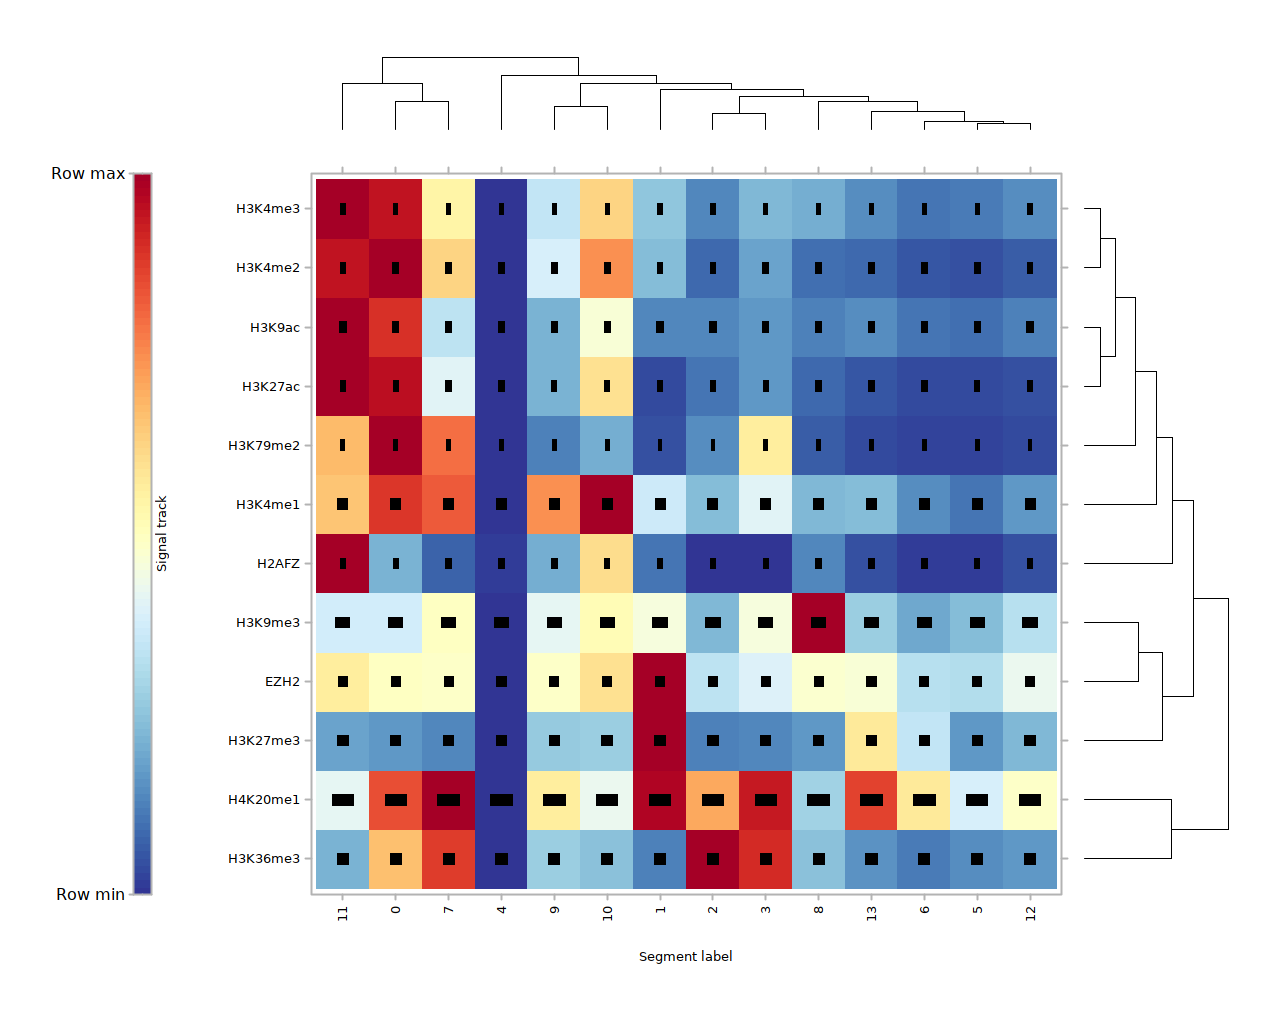 Row max
Row min
Signal track
H3K4me3
H3K4me2
H3K9ac
H3K27ac
H3K79me2
H3K4me1
H2AFZ
H3K9me3
EZH2
H3K27me3
H4K20me1
H3K36me3
11 0 7 4 9 10 1 2 3 8 13 6 5 12
Segment label